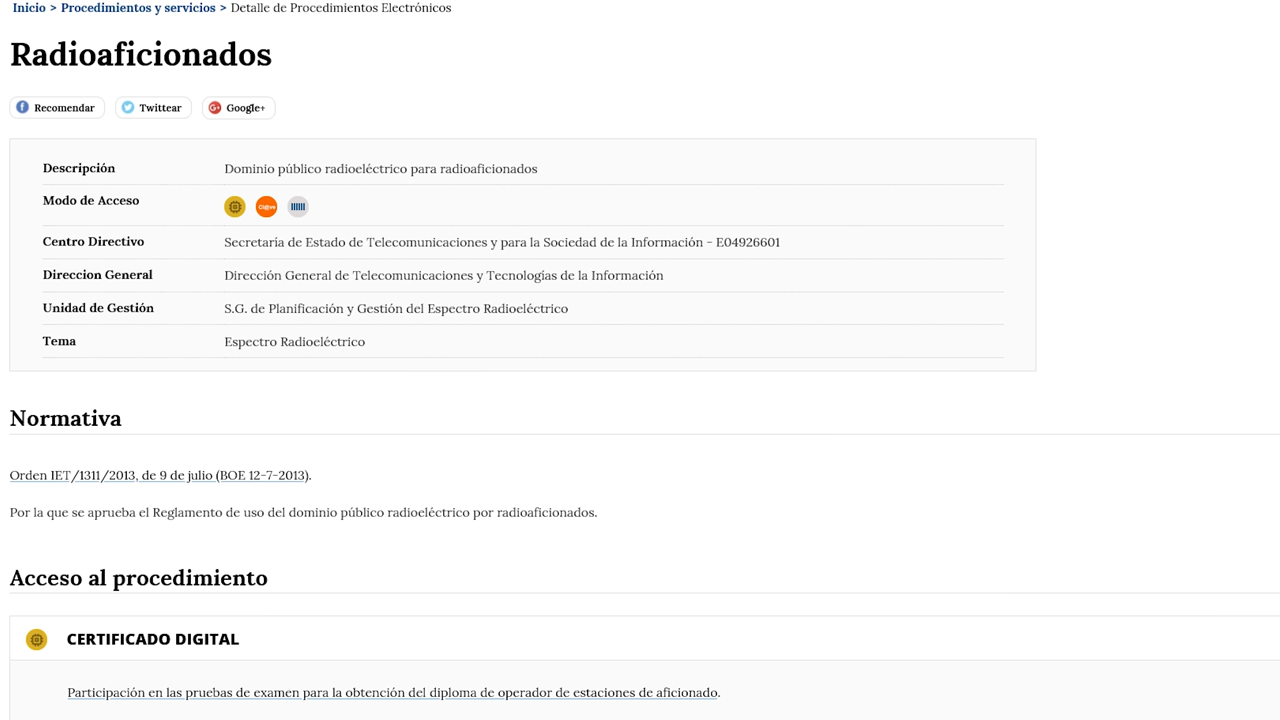 Inicio > Procedimientos y servicios > Detalle de Procedimientos Electrónicos
Radioaficionados
Recomendar Twittear Google+
Descripción Dominio público radioeléctrico para radioaficionados
Modo de Acceso cl@ve
Centro Directivo Secretaría de Estado de Telecomunicaciones y para la Sociedad de la Información - E04926601
Direccion General Dirección General de Telecomunicaciones y Tecnologías de la Información
Unidad de Gestión S.G. de Planificación y Gestión del Espectro Radioeléctrico
Tema Espectro Radioeléctrico
Normativa
Orden IET/1311/2013, de 9 de julio (BOE 12-7-2013).
Por la que se aprueba el Reglamento de uso del dominio público radioeléctrico por radioaficionados.
Acceso al procedimiento
CERTIFICADO DIGITAL
Participación en las pruebas de examen para la obtención del diploma de operador de estaciones de aficionado.